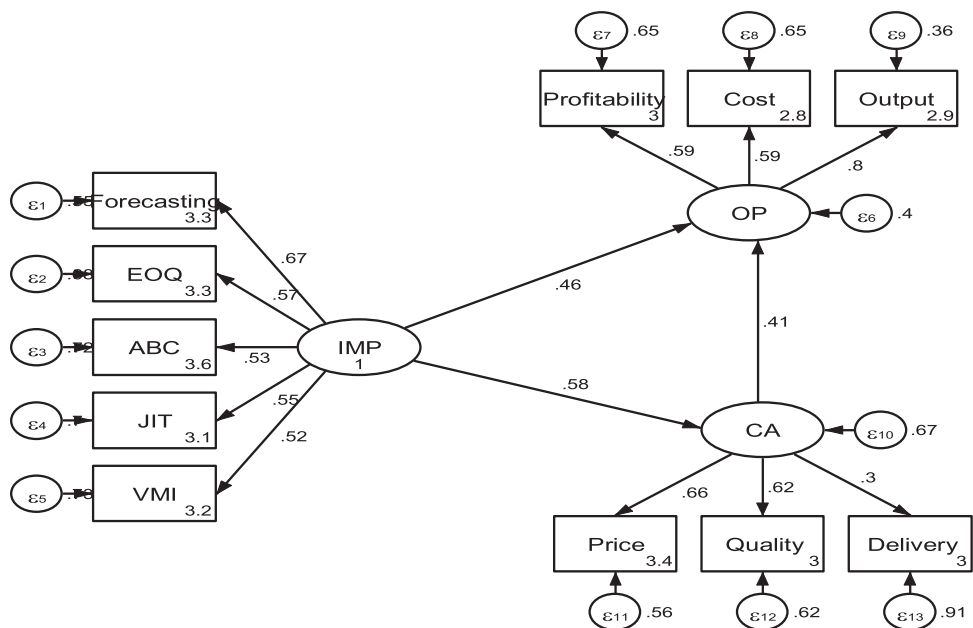 ε7 .65
ε8 .65
ε9 .36
Profitability 3
Cost 2.8
Output 2.9
.59
.59
.8
OP
ε6 .4
ε1
Forecasting 3.3
ε2
EOQ 3.3
ε3
ABC 3.6
ε4
JIT 3.1
ε5
VMI 3.2
.67
.57
.53
.55
.52
IMP
1
.46
.41
.58
CA
ε10 .67
.66
.62
.3
Price 3.4
Quality 3
Delivery 3
ε11 .56
ε12 .62
ε13 .91